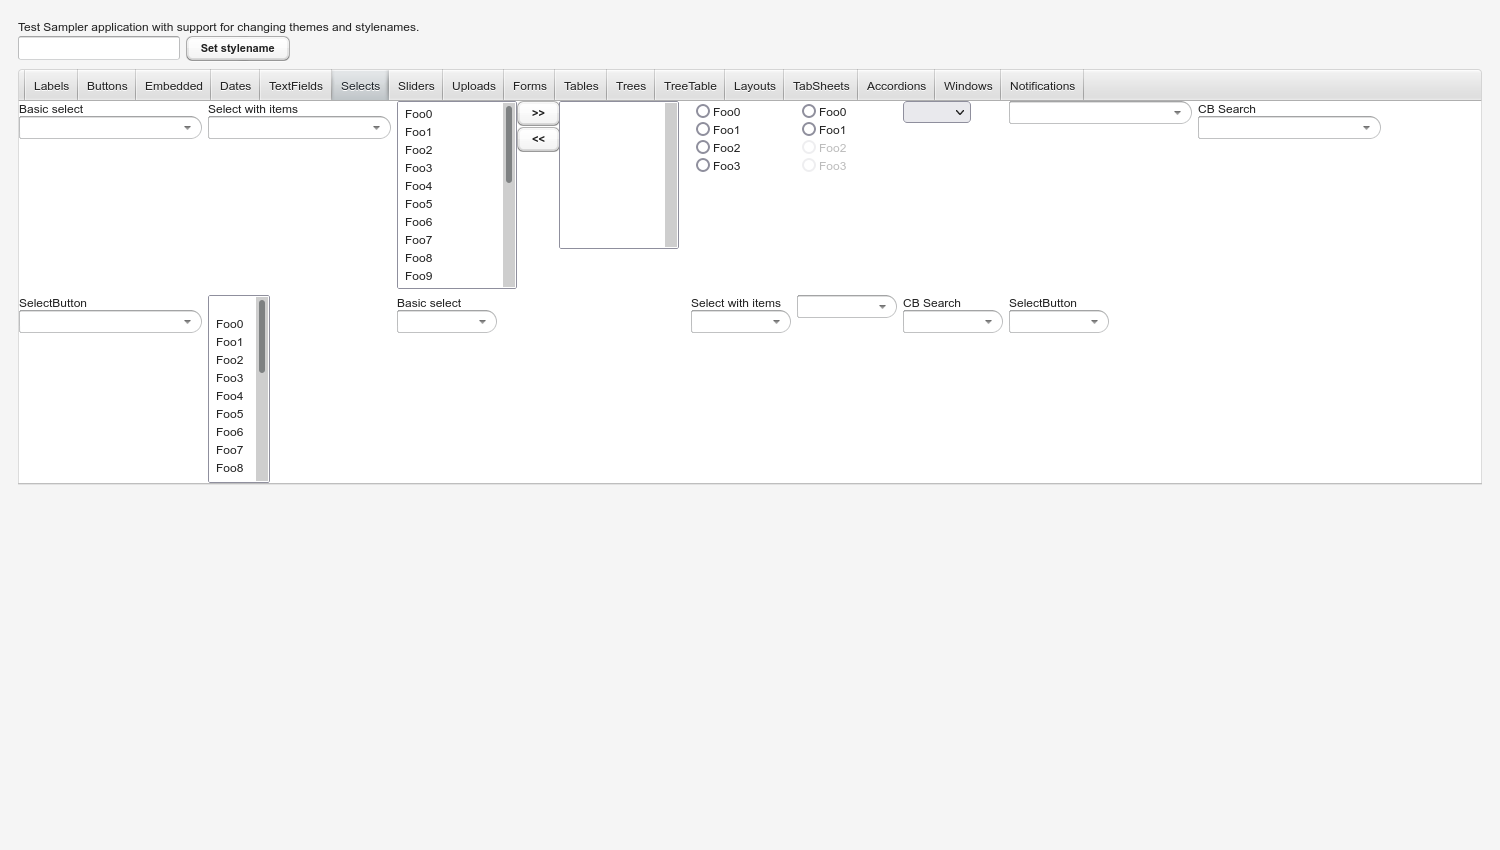 Test Sampler application with support for changing themes and stylenames.
Set stylename
Labels Buttons Embedded Dates TextFields Selects Sliders Uploads Forms Tables Trees TreeTable Layouts TabSheets Accordions Windows Notifications
Basic select
Select with items
Foo0
Foo1
Foo2
Foo3
Foo4
Foo5
Foo6
Foo7
Foo8
Foo9
>>
<<
Foo0
Foo1
Foo2
Foo3
Foo0
Foo1
Foo2
Foo3
CB Search
SelectButton
Foo0
Foo1
Foo2
Foo3
Foo4
Foo5
Foo6
Foo7
Foo8
Basic select
Select with items
CB Search
SelectButton